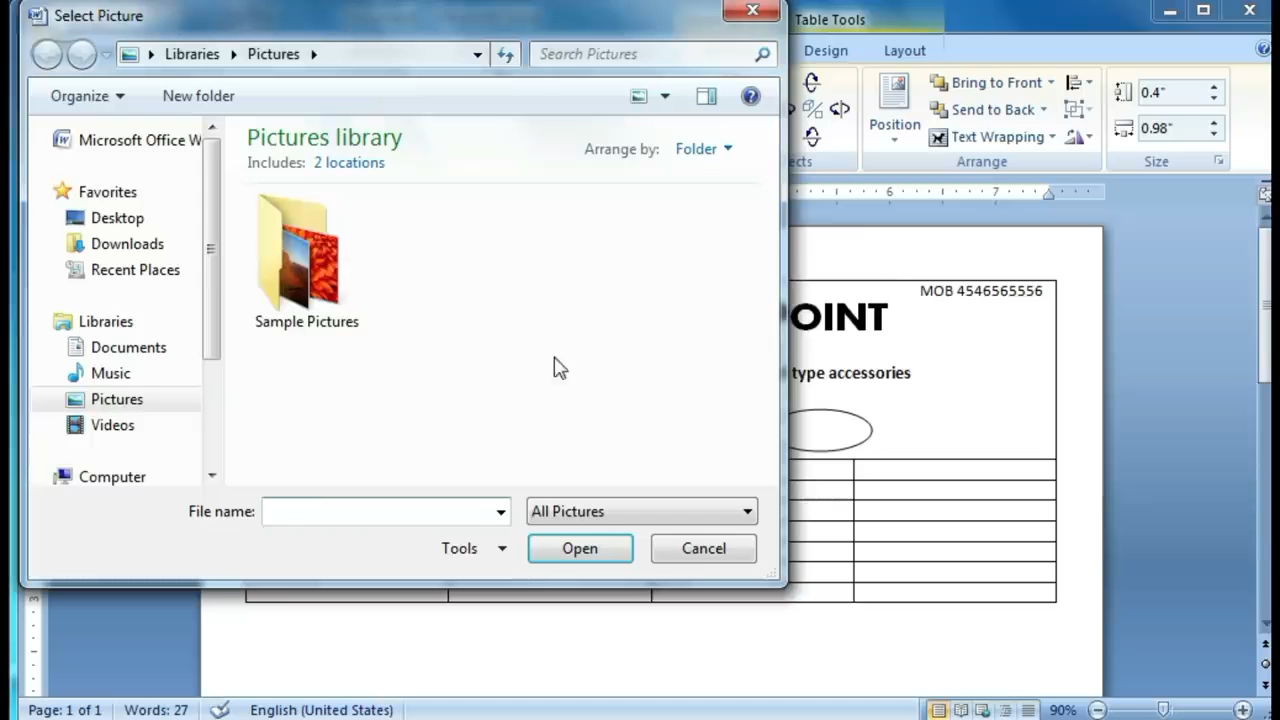 Select Picture
Libraries
Pictures
Search Pictures
Organize
New folder
Microsoft Office W
Favorites
Desktop
Downloads
Recent Places
Libraries
Documents
Music
Pictures
Videos
Computer
Pictures library
Includes: 2 locations
Arrange by: Folder
Sample Pictures
File name:
All Pictures
Tools
Open
Cancel
Table Tools
Design
Layout
Position
Bring to Front
Send to Back
Text Wrapping
Arrange
0.4"
0.98"
Size
6
7
MOB 4546565556
OINT
type accessories
3
Page: 1 of 1
Words: 27
English (United States)
90%